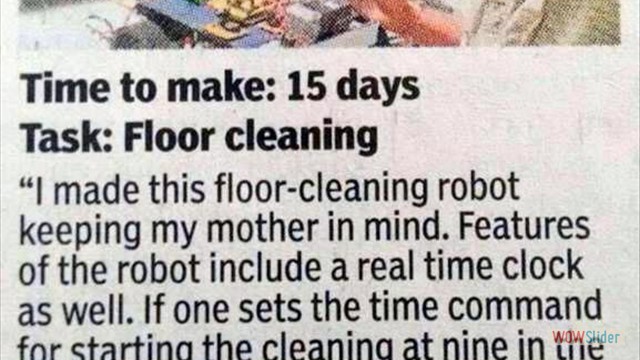 Time to make: 15 days
Task: Floor cleaning
“I made this floor-cleaning robot
keeping my mother in mind. Features
of the robot include a real time clock
as well. If one sets the time command
for starting the cleaning at nine in the
WOWSlider